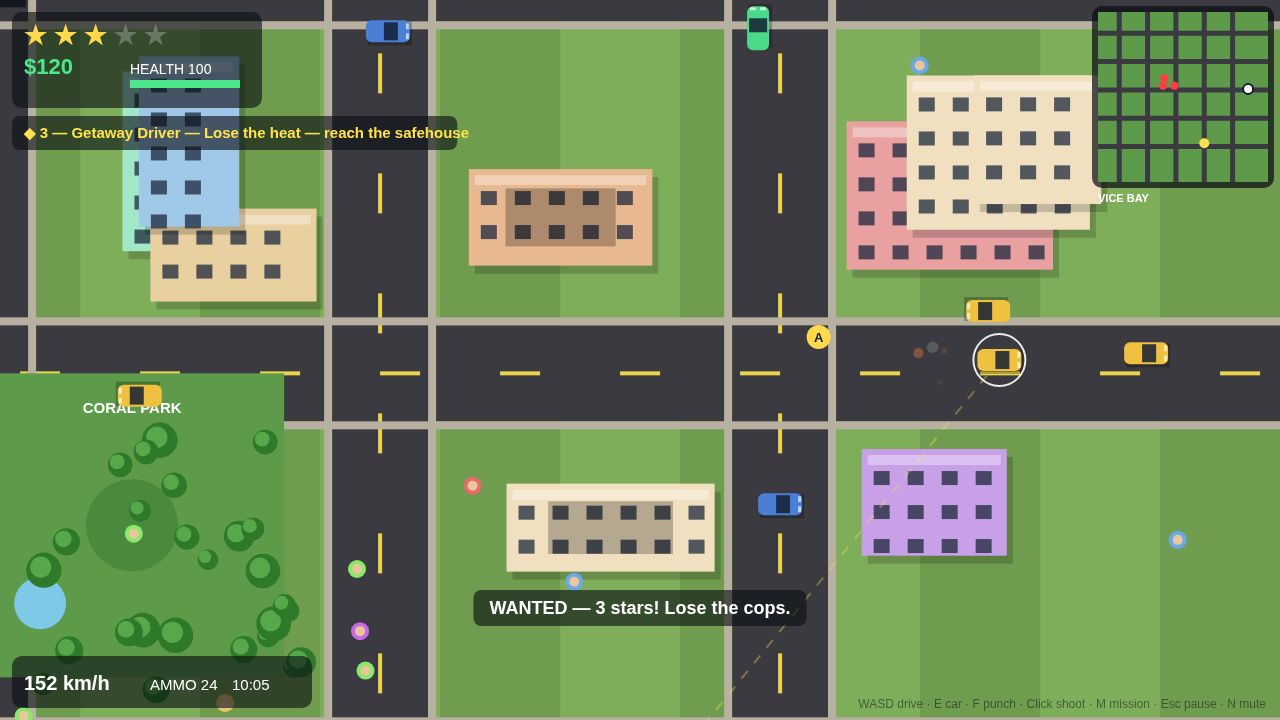 ★★★★★
$120
HEALTH 100
◆ 3 — Getaway Driver — Lose the heat — reach the safehouse
VICE BAY
A
CORAL PARK
WANTED — 3 stars! Lose the cops.
152 km/h AMMO 24 10:05
WASD drive · E car · F punch · Click shoot · M mission · Esc pause · N mute